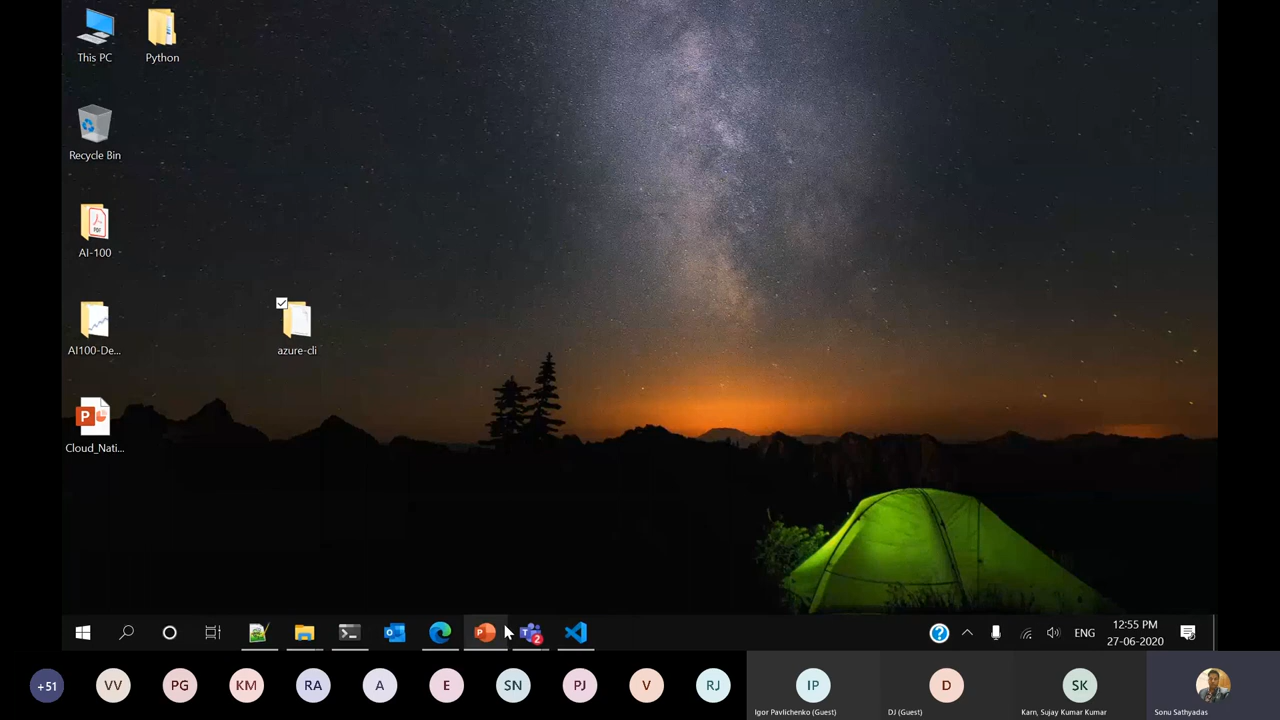 This PC
Python
Recycle Bin
AI-100
AI100-De...
azure-cli
Cloud_Nati...
2
ENG
12:55 PM
27-06-2020
+51
VV
PG
KM
RA
A
E
SN
PJ
V
RJ
IP
Igor Pavlichenko (Guest)
D
DJ (Guest)
SK
Karn, Sujay Kumar Kumar
Sonu Sathyadas